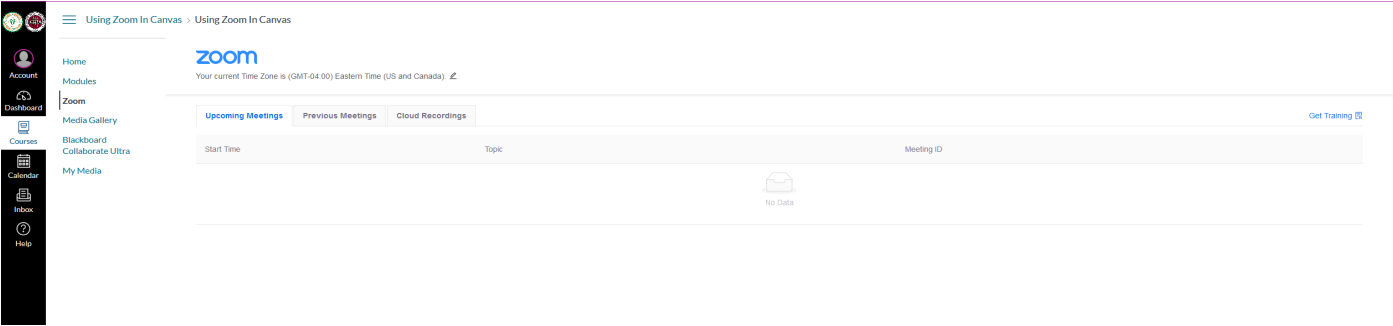 Using Zoom In Canvas › Using Zoom In Canvas
Account
Dashboard
Courses
Calendar
Inbox
Help
Home
Modules
Zoom
Media Gallery
Blackboard
Collaborate Ultra
My Media
zoom
Your current Time Zone is (GMT-04:00) Eastern Time (US and Canada).
Upcoming Meetings Previous Meetings Cloud Recordings Get Training
Start Time Topic Meeting ID
No Data